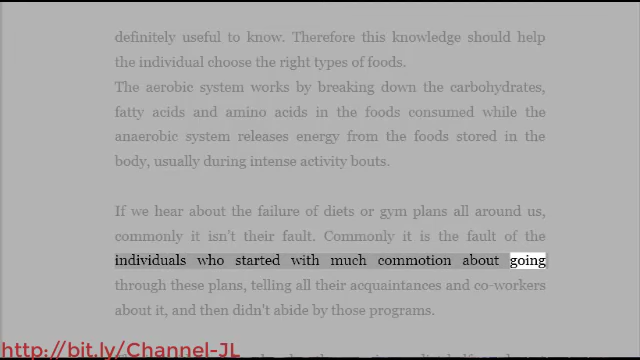 definitely useful to know. Therefore this knowledge should help
the individual choose the right types of foods.
The aerobic system works by breaking down the carbohydrates,
fatty acids and amino acids in the foods consumed while the
anaerobic system releases energy from the foods stored in the
body, usually during intense activity bouts.
If we hear about the failure of diets or gym plans all around us,
commonly it isn't their fault. Commonly it is the fault of the
individuals who started with much commotion about going
through these plans, telling all their acquaintances and co-workers
about it, and then didn't abide by those programs.
http://bit.ly/Channel-JL